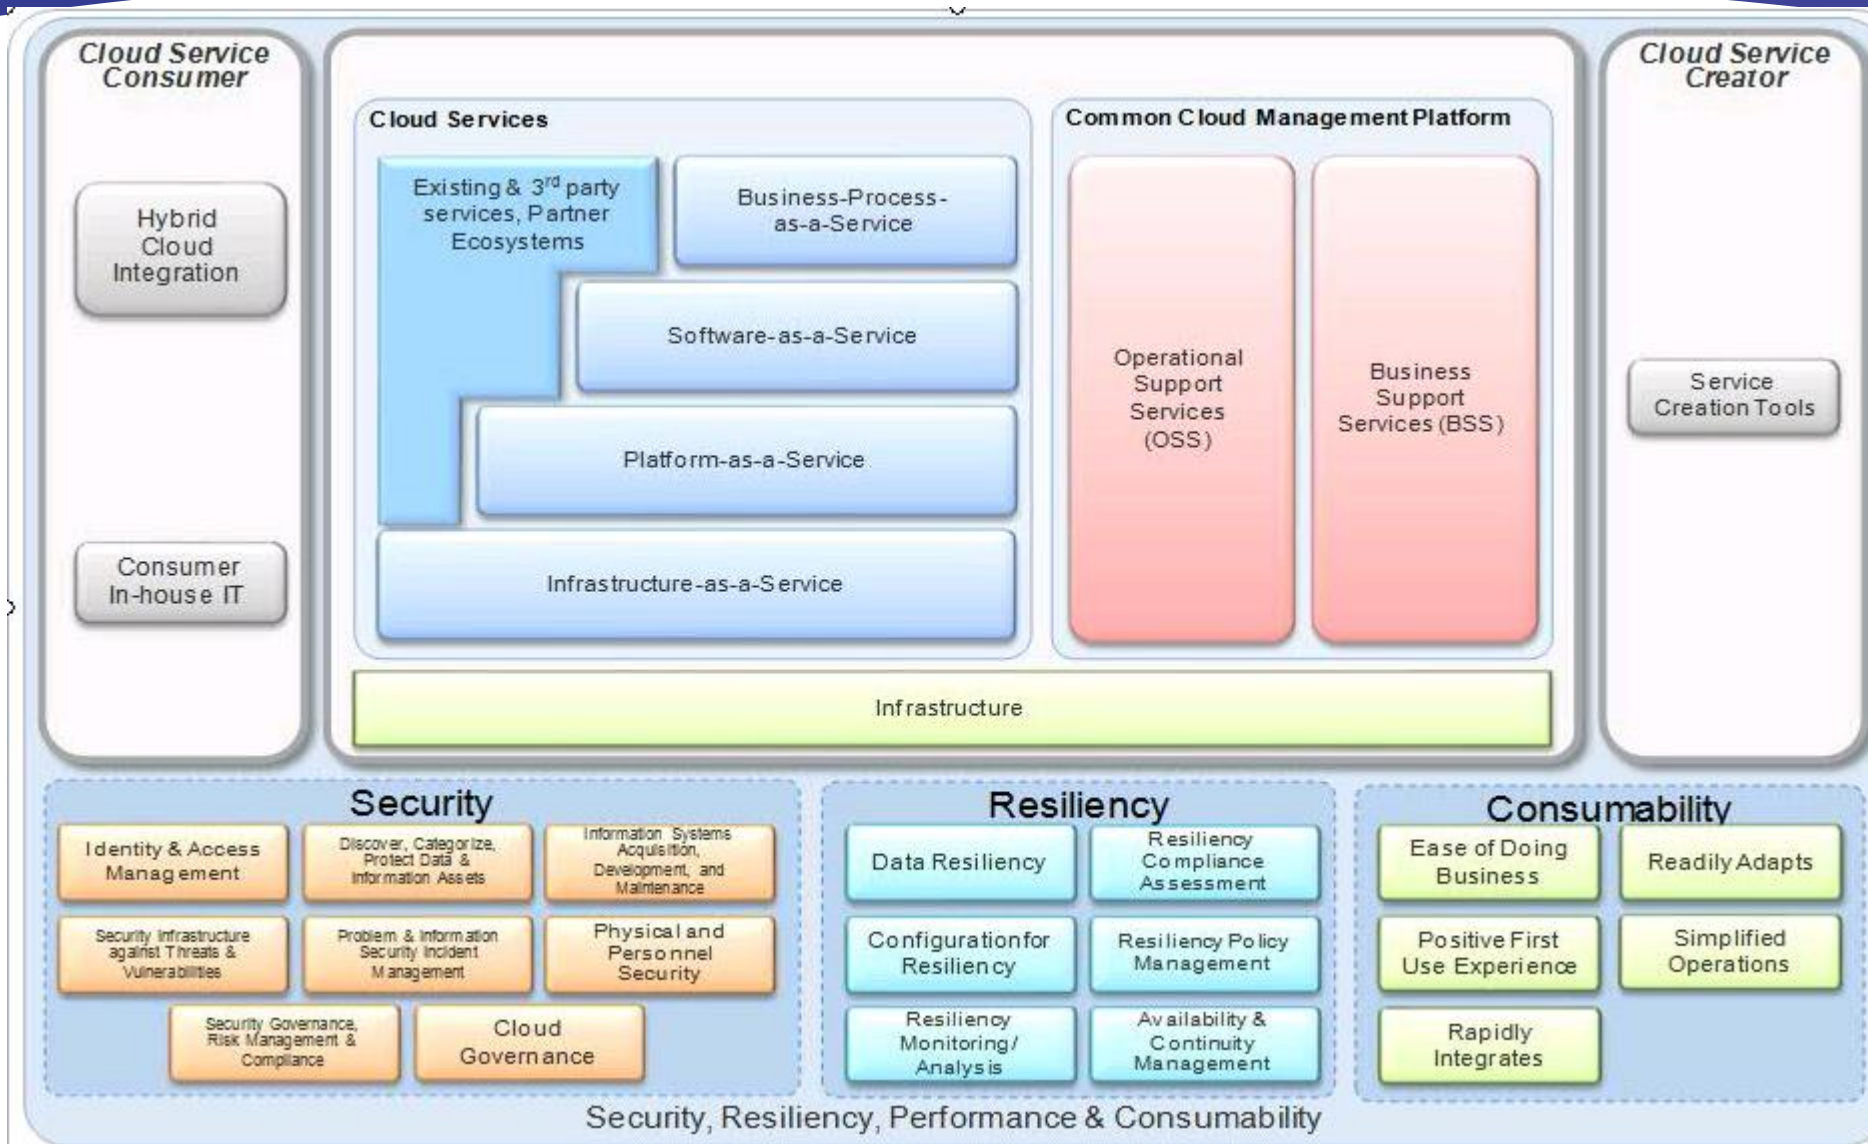 Cloud Service
Consumer
Hybrid
Cloud
Integration
Consumer
In-house IT
Cloud Services
Existing & 3rd party
services, Partner
Ecosystems
Business-Process-
as-a-Service
Software-as-a-Service
Platform-as-a-Service
Infrastructure-as-a-Service
Common Cloud Management Platform
Operational
Support
Services
(OSS)
Business
Support
Services (BSS)
Infrastructure
Cloud Service
Creator
Service
Creation Tools
Security
Identity & Access
Management
Discover, Categorize,
Protect Data &
Information Assets
Information Systems
Acquisition,
Development, and
Maintenance
Security Infrastructure
against Threats &
Vulnerabilities
Problem & Information
Security Incident
Management
Physical and
Personnel
Security
Security Governance,
Risk Management &
Compliance
Cloud
Governance
Resiliency
Data Resiliency
Resiliency
Compliance
Assessment
Configuration for
Resiliency
Resiliency Policy
Management
Resiliency
Monitoring/
Analysis
Availability &
Continuity
Management
Consumability
Ease of Doing
Business
Readily Adapts
Positive First
Use Experience
Simplified
Operations
Rapidly
Integrates
Security, Resiliency, Performance & Consumability